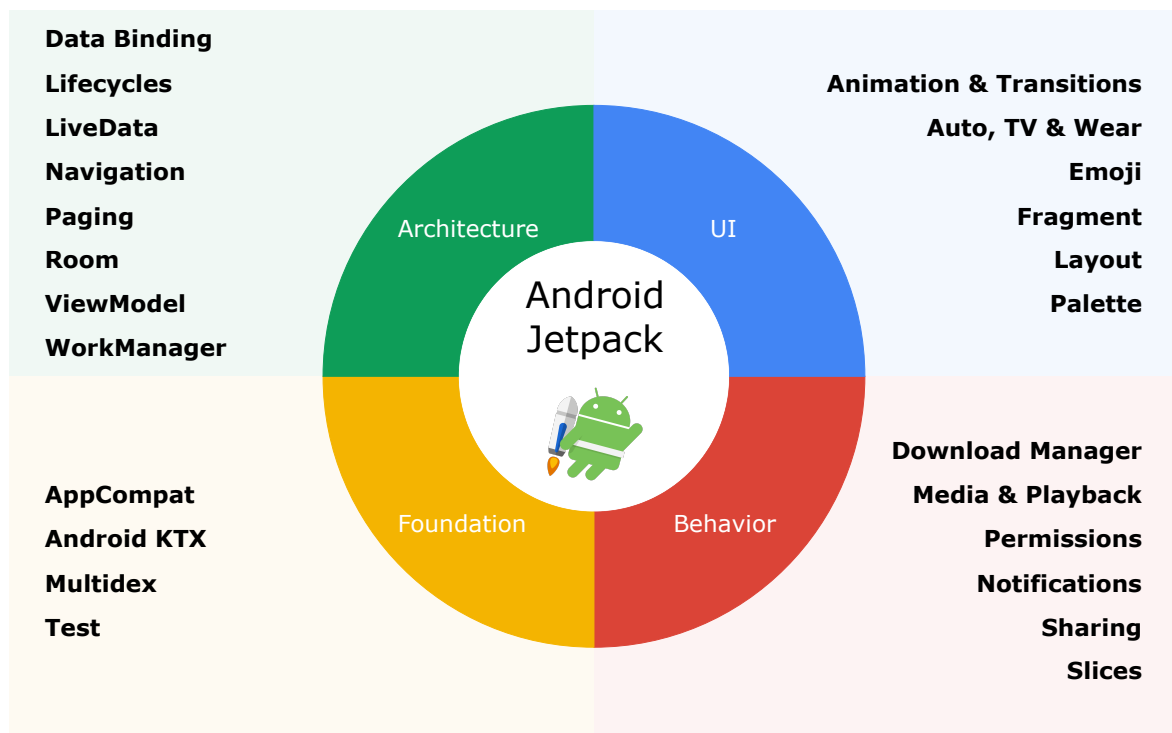 Data Binding
Lifecycles
LiveData
Navigation
Paging
Room
ViewModel
WorkManager
Animation & Transitions
Auto, TV & Wear
Emoji
Fragment
Layout
Palette
Architecture
UI
Android
Jetpack
Foundation
Behavior
AppCompat
Android KTX
Multidex
Test
Download Manager
Media & Playback
Permissions
Notifications
Sharing
Slices